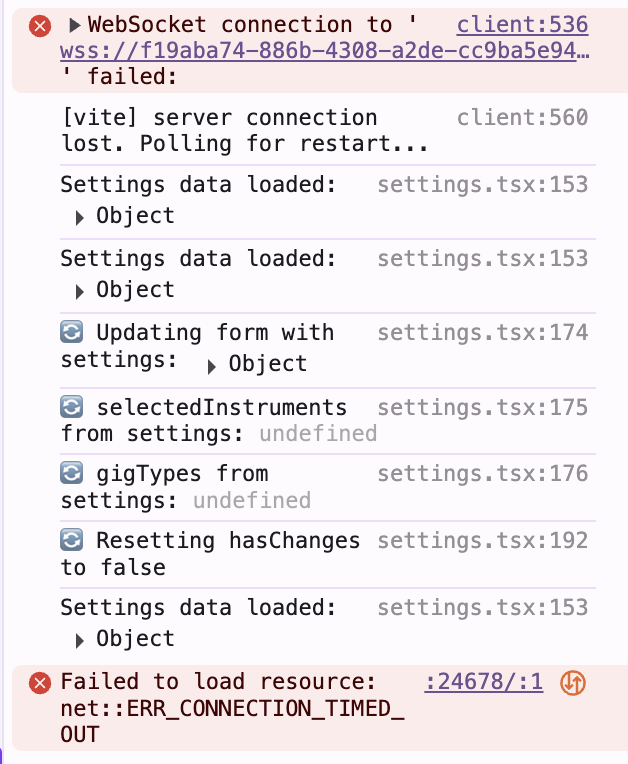 WebSocket connection to ' client:536
wss://f19aba74-886b-4308-a2de-cc9ba5e94…
' failed:
[vite] server connection client:560
lost. Polling for restart...
Settings data loaded: settings.tsx:153
Object
Settings data loaded: settings.tsx:153
Object
🔄 Updating form with settings.tsx:174
settings: Object
🔄 selectedInstruments settings.tsx:175
from settings: undefined
🔄 gigTypes from settings.tsx:176
settings: undefined
🔄 Resetting hasChanges settings.tsx:192
to false
Settings data loaded: settings.tsx:153
Object
Failed to load resource: :24678/:1
net::ERR_CONNECTION_TIMED_
OUT